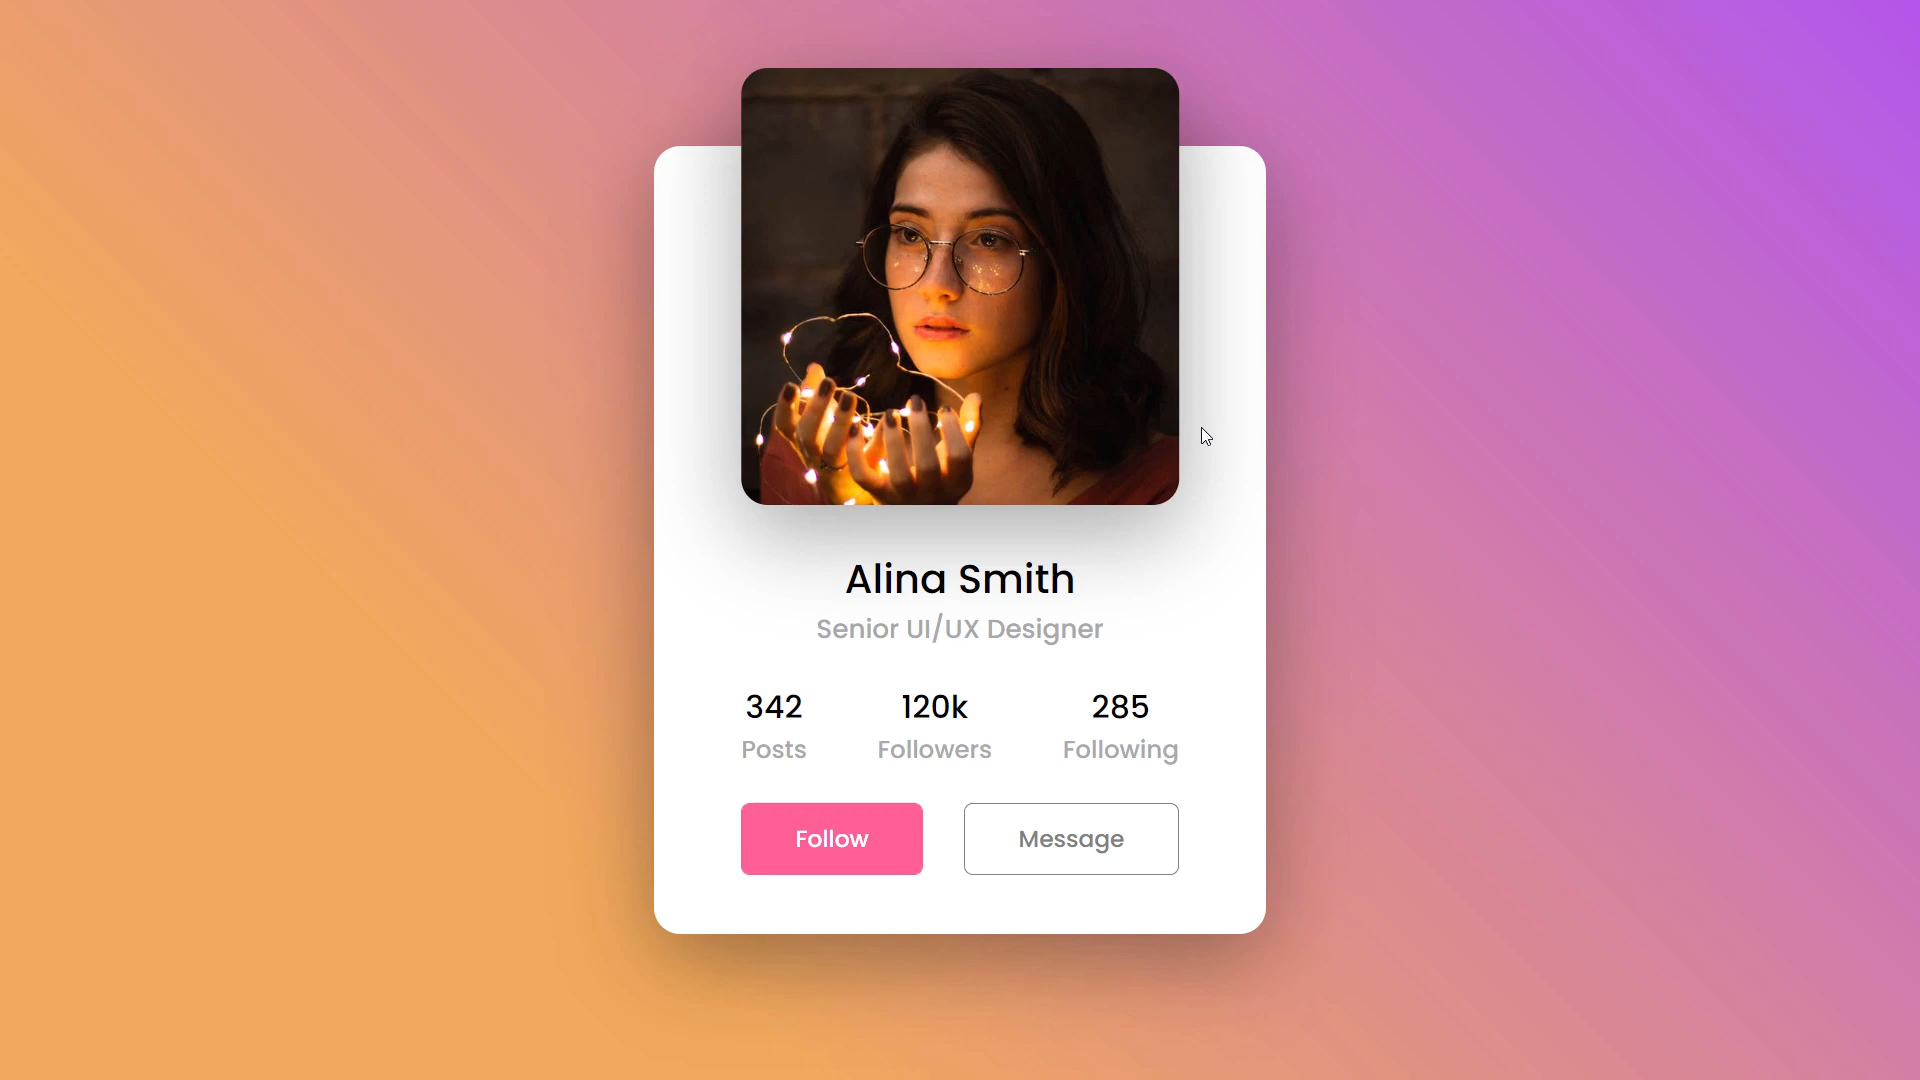 Alina Smith
Senior UI/UX Designer
342 120k 285
Posts Followers Following
Follow Message